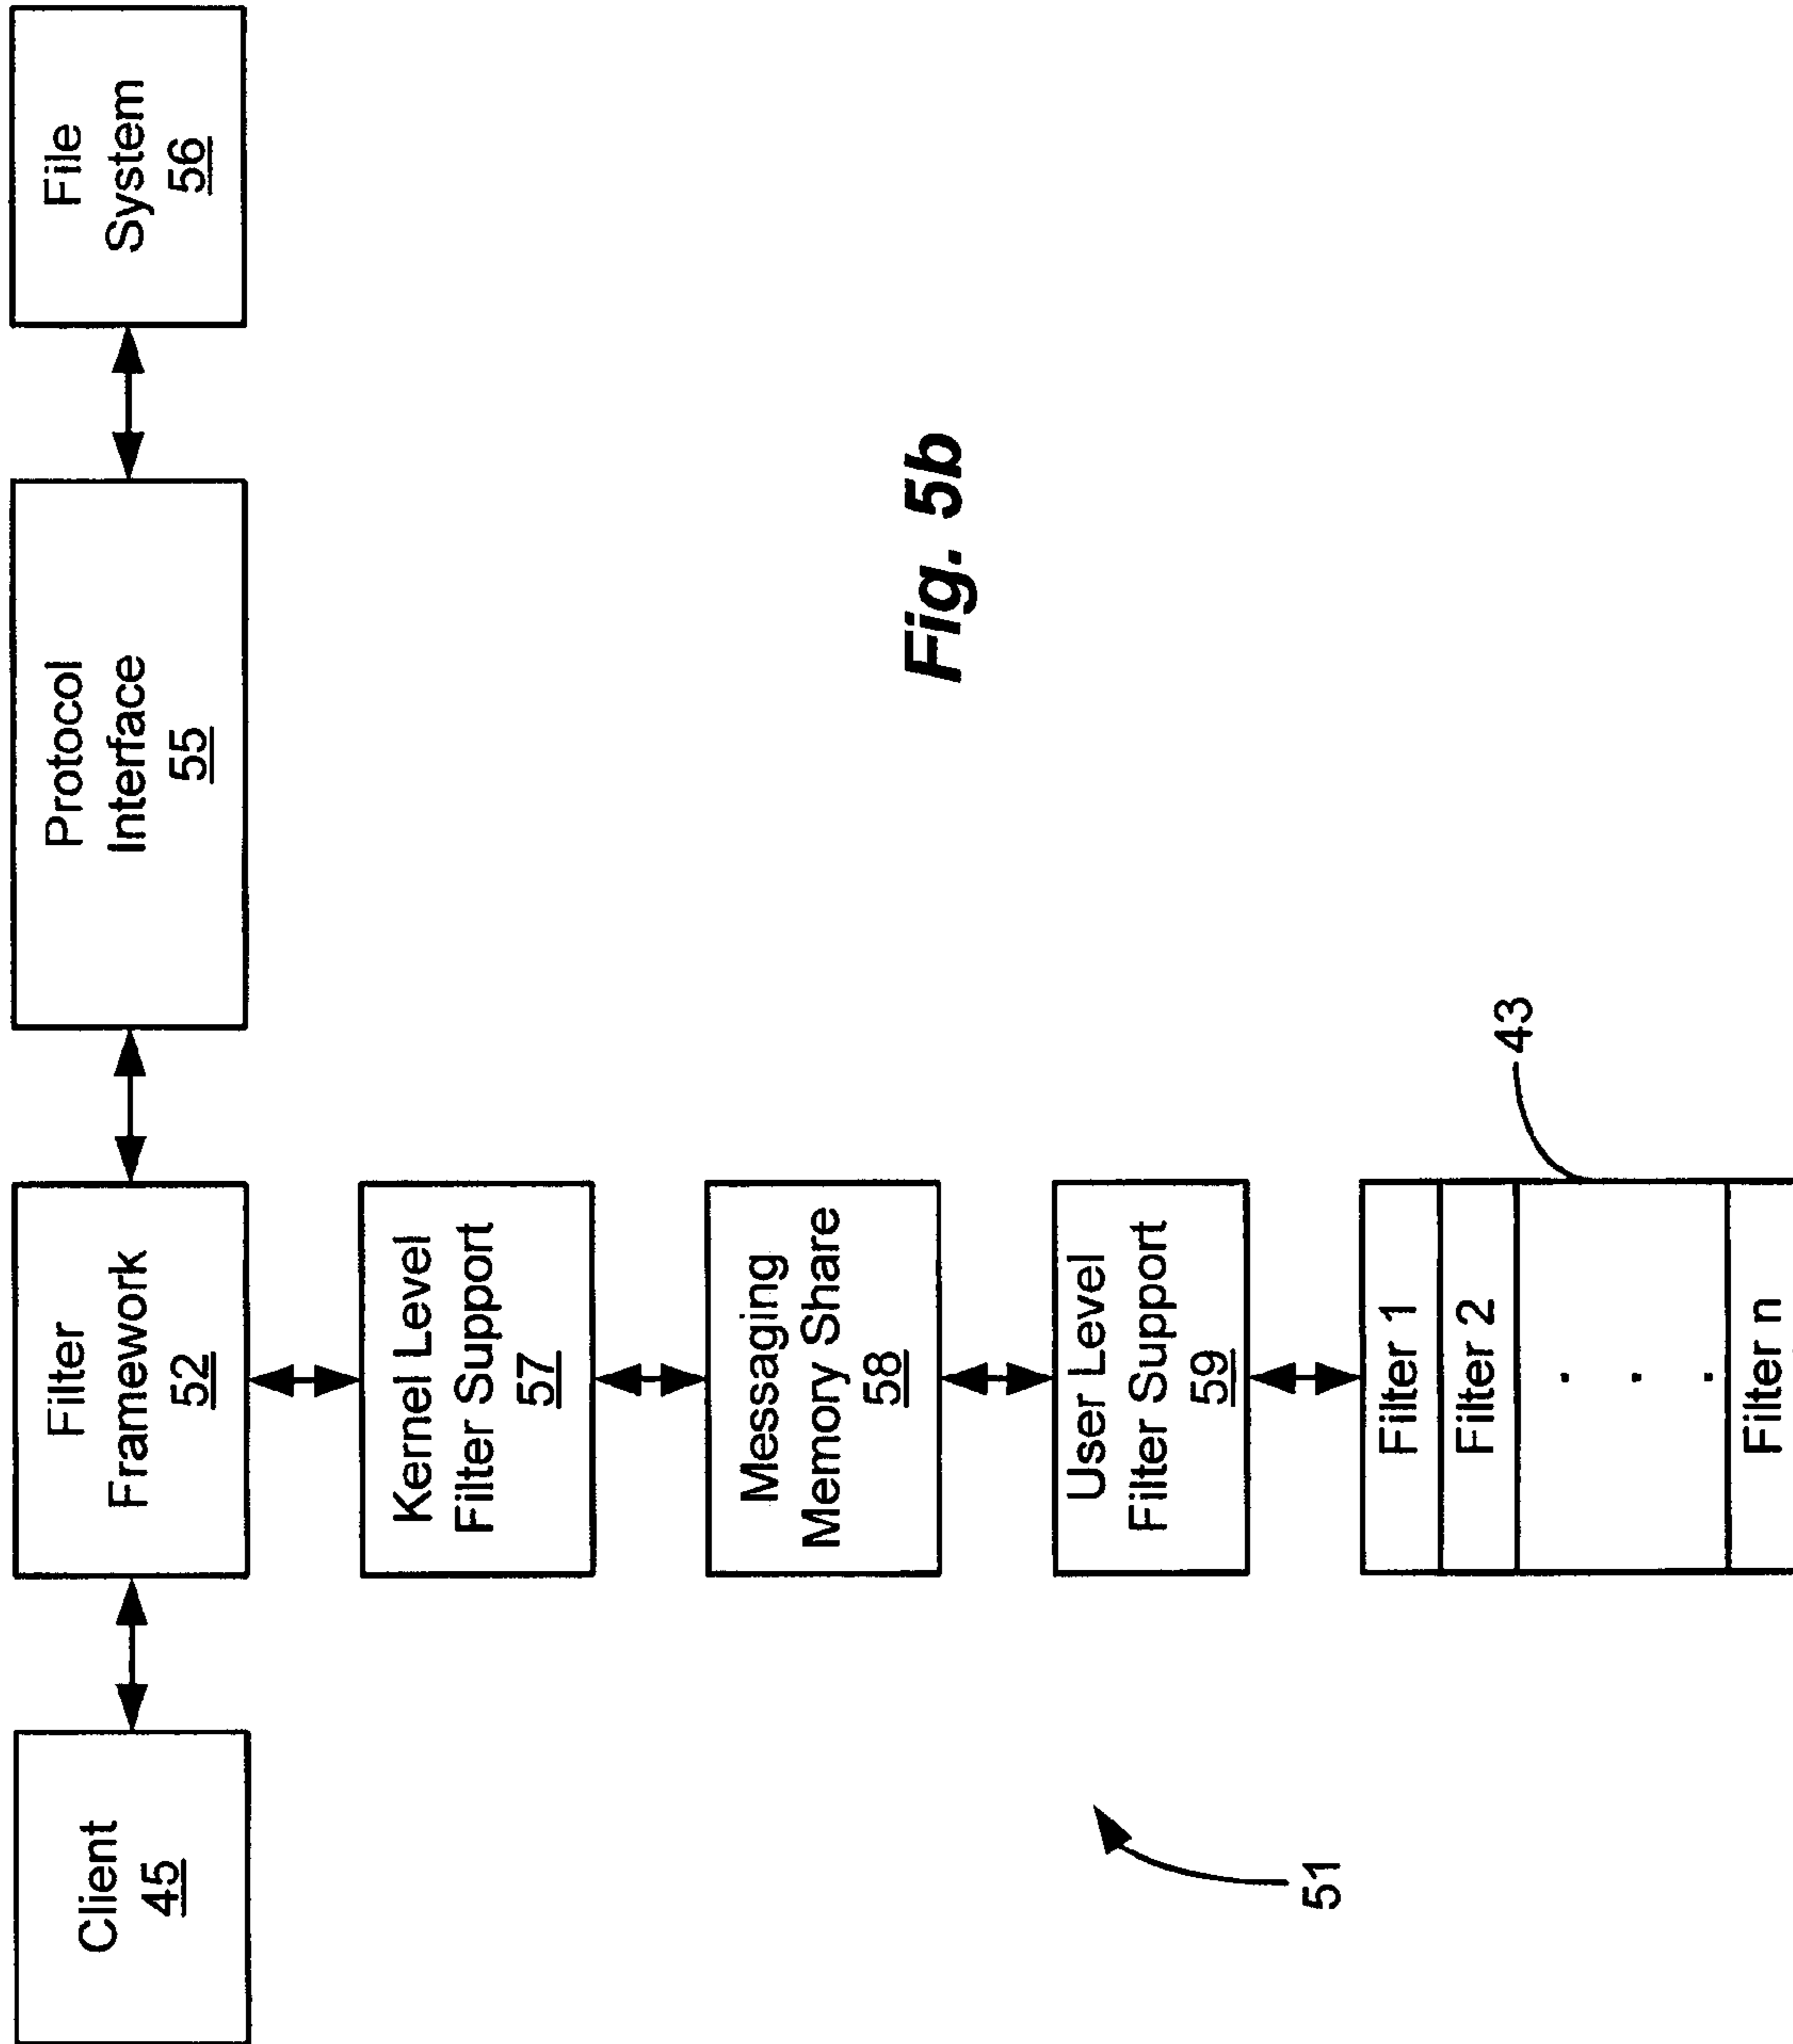 Client
45
Filter
Framework
52
Protocol
Interface
55
File
System
56
Kernel Level
Filter Support
57
Messaging
Memory Share
58
User Level
Filter Support
59
Filter 1
Filter 2
. . .
Filter n
43
51
Fig. 5b